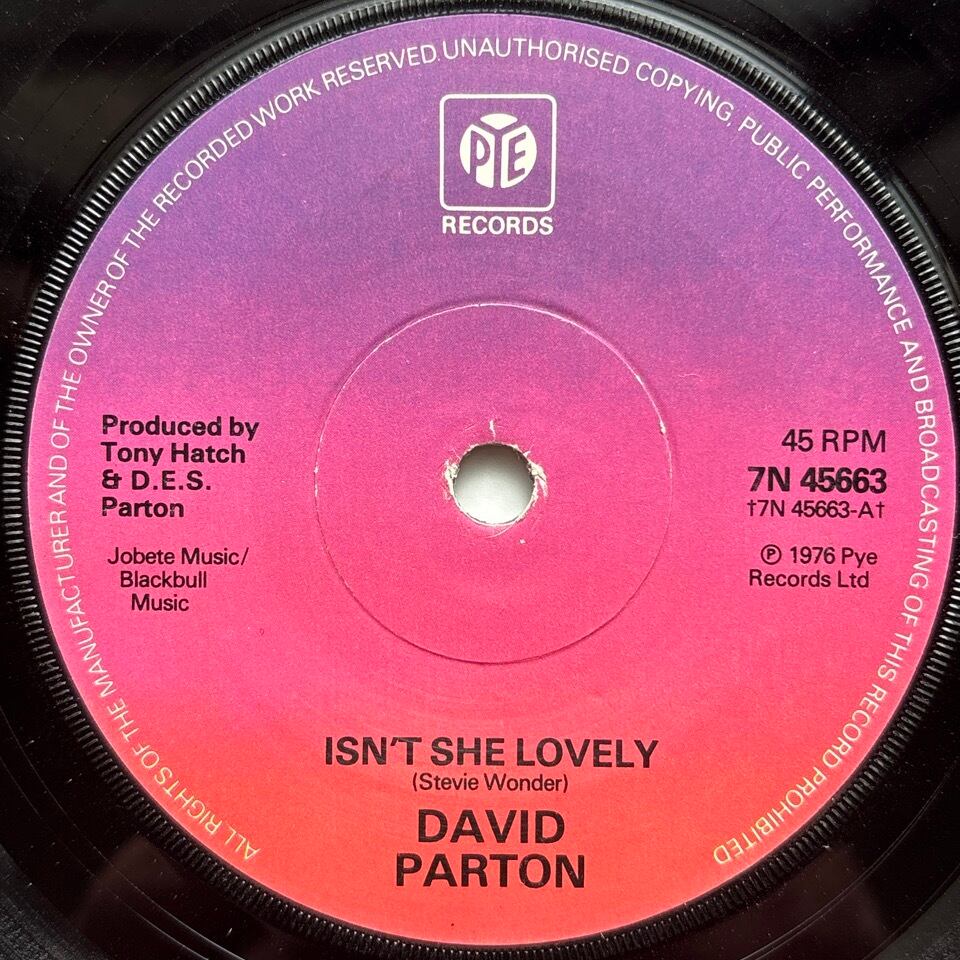 ALL RIGHTS OF THE MANUFACTURER AND OF THE OWNER OF THE RECORDED WORK RESERVED. UNAUTHORISED COPYING, PUBLIC PERFORMANCE AND BROADCASTING OF THIS RECORD PROHIBITED
PYE
RECORDS
Produced by
Tony Hatch
& D.E.S.
Parton
Jobete Music/
Blackbull
Music
45 RPM
7N 45663
†7N 45663-A†
℗ 1976 Pye
Records Ltd
ISN'T SHE LOVELY
(Stevie Wonder)
DAVID
PARTON